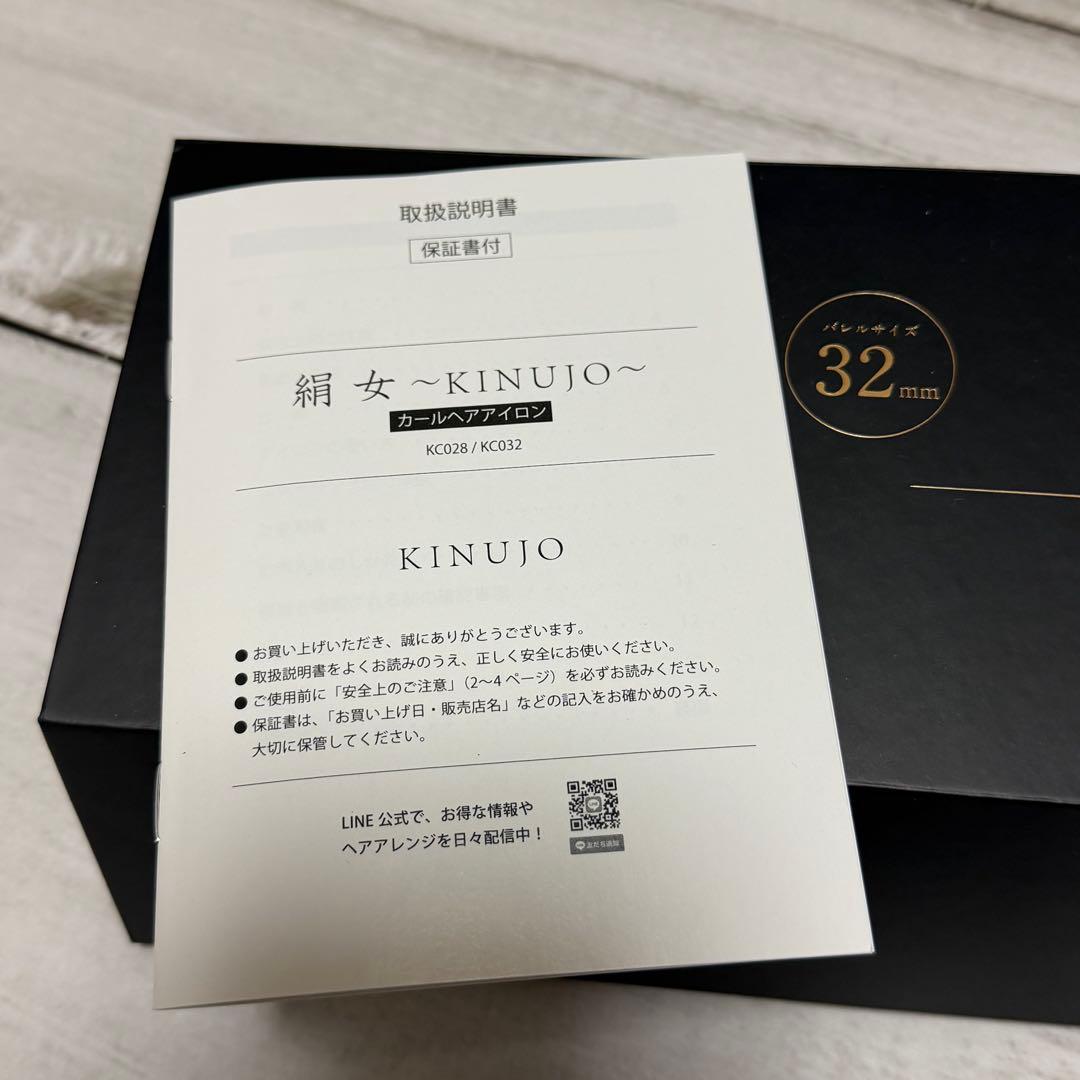 取扱説明書
保証書付
絹女～KINUJO～
カールヘアアイロン
KC028 / KC032
KINUJO
●お買い上げいただき、誠にありがとうございます。
●取扱説明書をよくお読みのうえ、正しく安全にお使いください。
●ご使用前に「安全上のご注意」（2～4ページ）を必ずお読みください。
●保証書は、「お買い上げ日・販売店名」などの記入をお確かめのうえ、
大切に保管してください。
LINE 公式で、お得な情報や
ヘアアレンジを日々配信中！
友だち追加
バレルサイズ
32mm